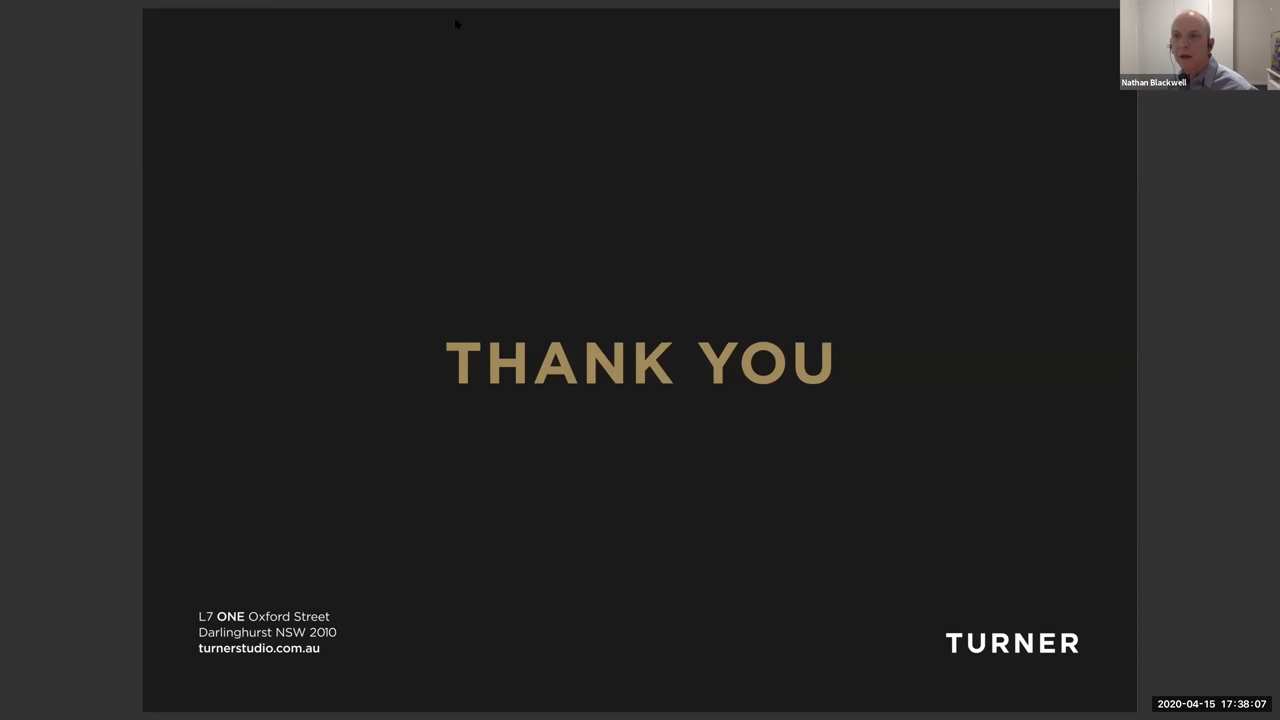 Nathan Blackwell
THANK YOU
L7 ONE Oxford Street
Darlinghurst NSW 2010
turnerstudio.com.au
TURNER
2020-04-15 17:38:07